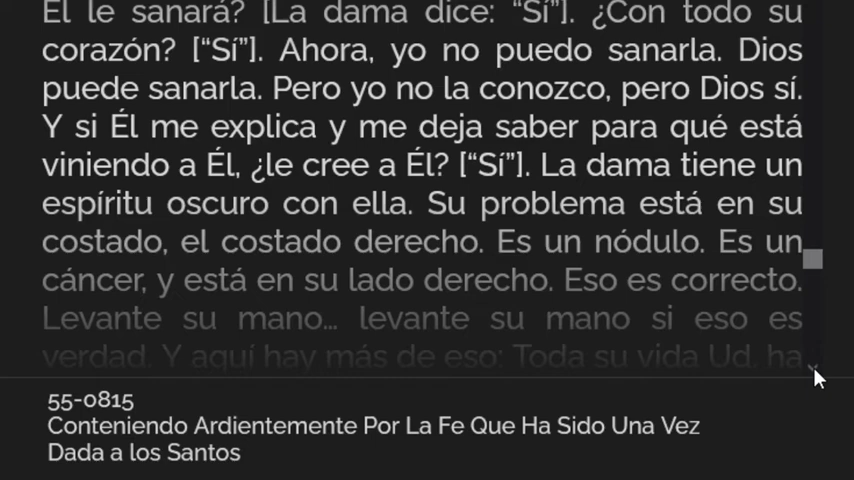 Él le sanará? [La dama dice: “Sí”]. ¿Con todo su
corazón? [“Sí”]. Ahora, yo no puedo sanarla. Dios
puede sanarla. Pero yo no la conozco, pero Dios sí.
Y si Él me explica y me deja saber para qué está
viniendo a Él, ¿le cree a Él? [“Sí”]. La dama tiene un
espíritu oscuro con ella. Su problema está en su
costado, el costado derecho. Es un nódulo. Es un
cáncer, y está en su lado derecho. Eso es correcto.
Levante su mano... levante su mano si eso es
verdad. Y aquí hay más de eso: Toda su vida Ud. ha
55-0815
Conteniendo Ardientemente Por La Fe Que Ha Sido Una Vez
Dada a los Santos